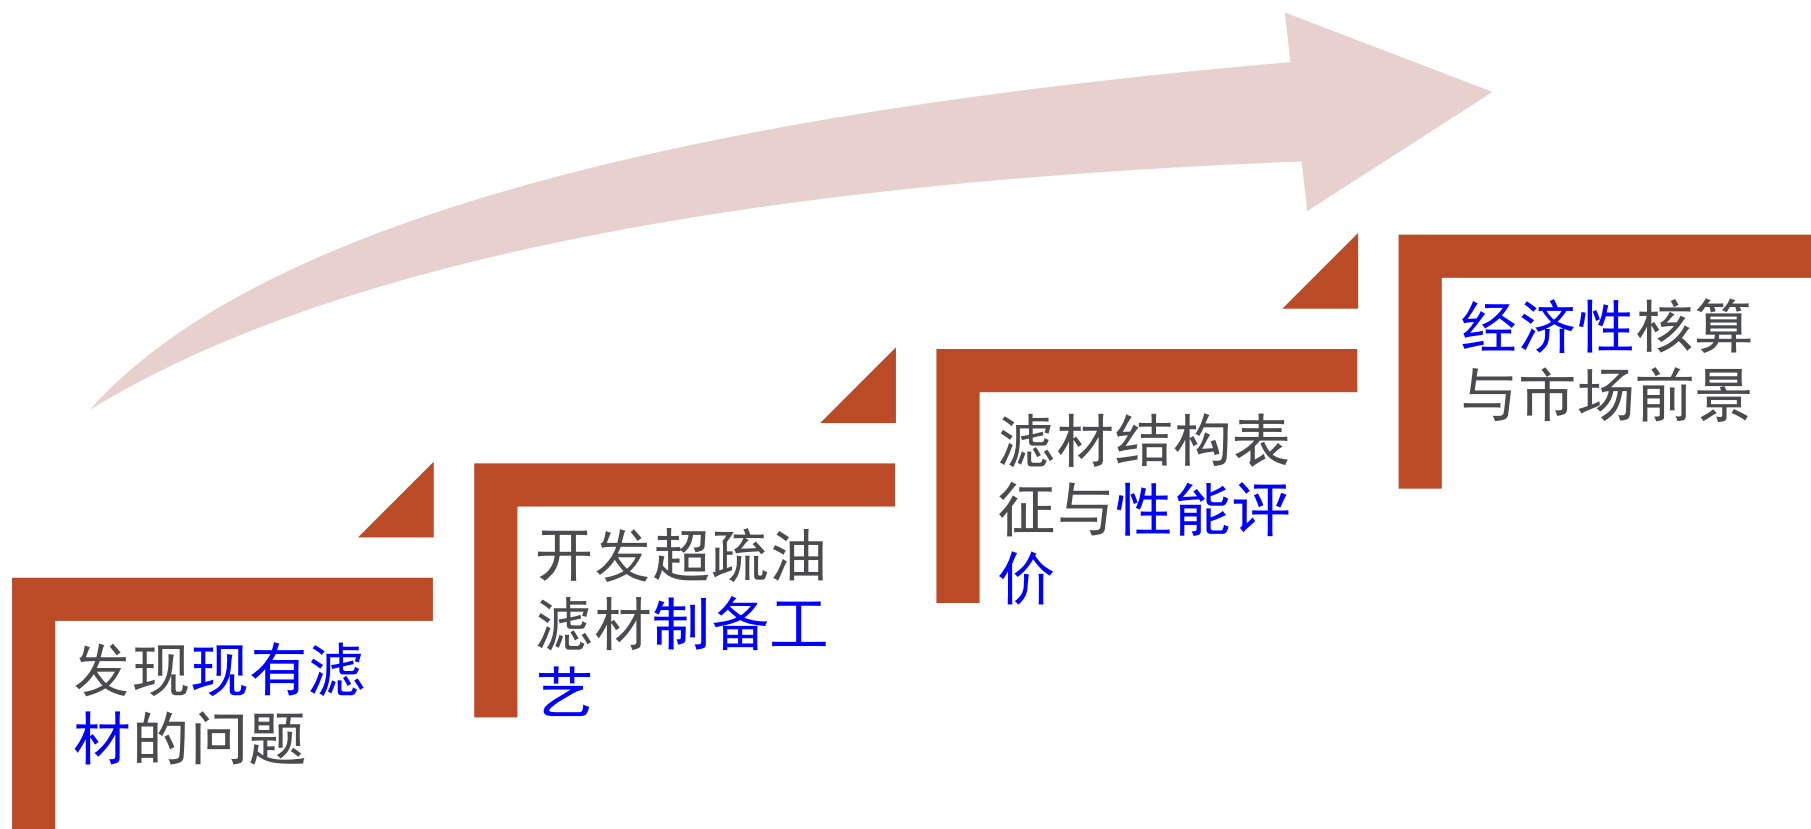 发现现有滤
材的问题
开发超疏油
滤材制备工
艺
滤材结构表
征与性能评
价
经济性核算
与市场前景